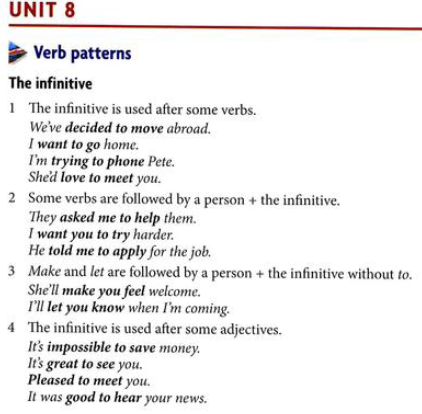 UNIT 8
Verb patterns
The infinitive
1 The infinitive is used after some verbs.
We've decided to move abroad.
I want to go home.
I'm trying to phone Pete.
She'd love to meet you.
2 Some verbs are followed by a person + the infinitive.
They asked me to help them.
I want you to try harder.
He told me to apply for the job.
3 Make and let are followed by a person + the infinitive without to.
She'll make you feel welcome.
I'll let you know when I'm coming.
4 The infinitive is used after some adjectives.
It's impossible to save money.
It's great to see you.
Pleased to meet you.
It was good to hear your news.